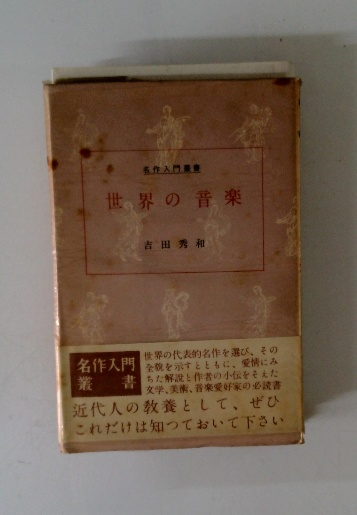 名作入門叢書
世界の音楽
吉田秀和
名作入門
叢書
世界の代表的名作を選び、その
全貌を示すとともに、愛情にみ
ちた解説と作者の小伝をそえた
文学、美術、音楽愛好家の必読書
近代人の教養として、ぜひ
これだけは知つておいて下さい